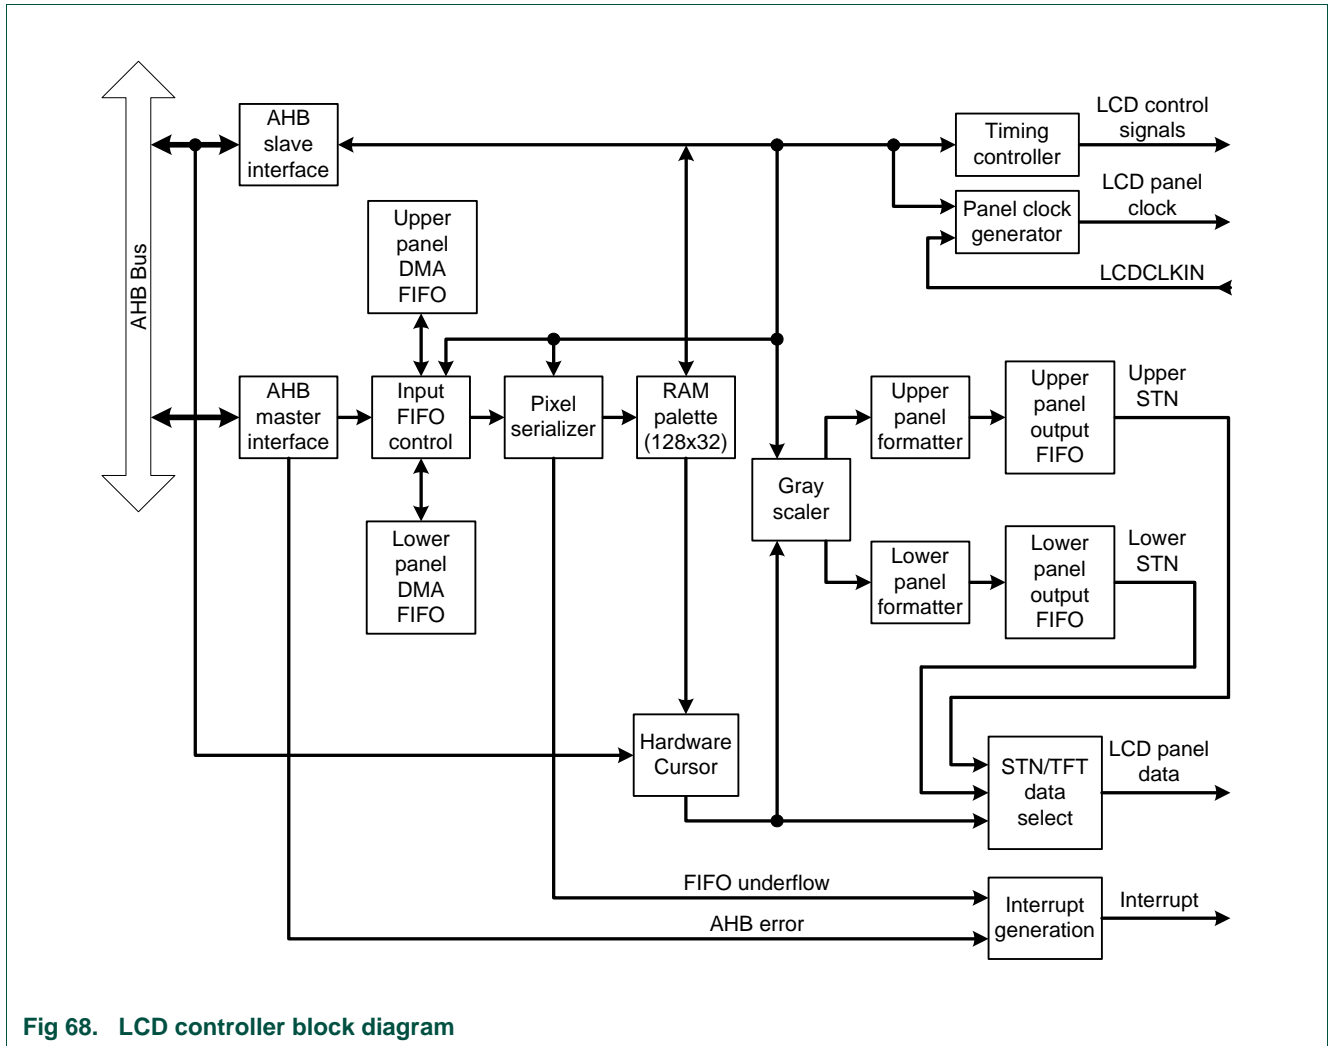 AHB Bus
AHB
slave
interface
Timing
controller
LCD control
signals
Panel clock
generator
LCD panel
clock
LCDCLKIN
Upper
panel
DMA
FIFO
AHB
master
interface
Input
FIFO
control
Pixel
serializer
RAM
palette
(128x32)
Lower
panel
DMA
FIFO
Gray
scaler
Upper
panel
formatter
Upper
panel
output
FIFO
Upper
STN
Lower
panel
formatter
Lower
panel
output
FIFO
Lower
STN
Hardware
Cursor
STN/TFT
data
select
LCD panel
data
FIFO underflow
AHB error
Interrupt
generation
Interrupt
Fig 68. LCD controller block diagram